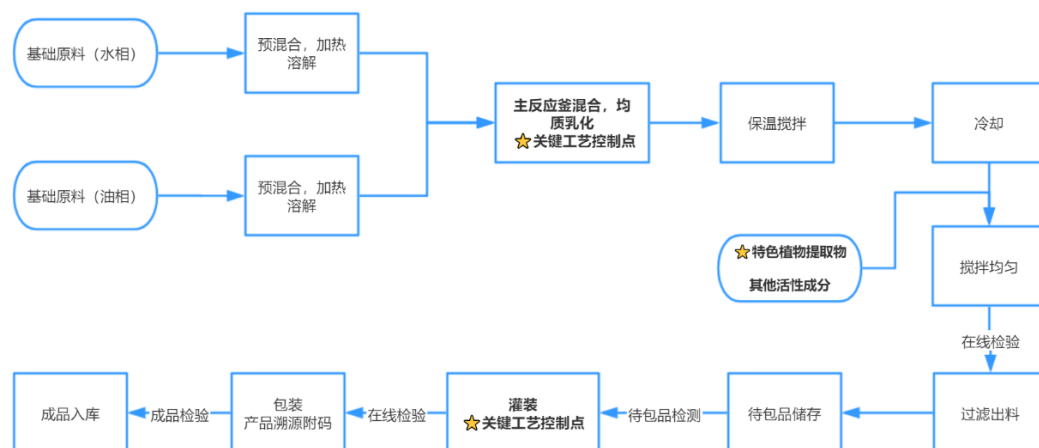 基础原料（水相）
预混合，加热
溶解
基础原料（油相）
预混合，加热
溶解
主反应釜混合，均
质乳化
⭐关键工艺控制点
保温搅拌
冷却
⭐特色植物提取物
其他活性成分
搅拌均匀
在线检验
过滤出料
待包品储存
待包品检测
灌装
⭐关键工艺控制点
在线检验
包装
产品溯源附码
成品检验
成品入库